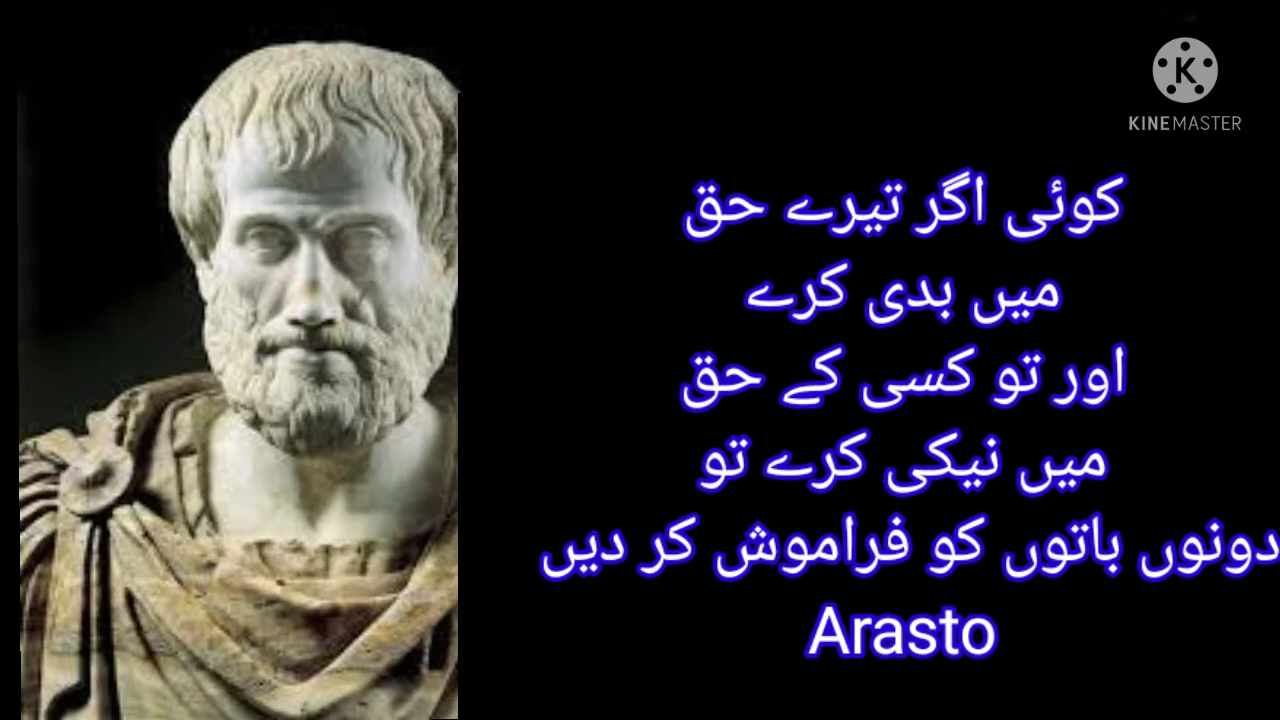 KINEMASTER
کوئی اگر تیرے حق
میں بدی کرے
اور تو کسی کے حق
میں نیکی کرے تو
دونوں باتوں کو فراموش کر دیں
Arasto